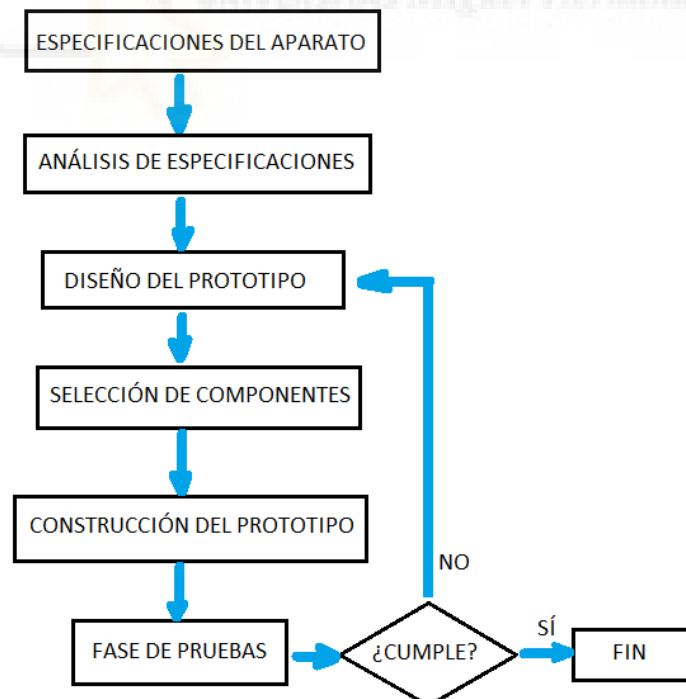 ESPECIFICACIONES DEL APARATO
ANÁLISIS DE ESPECIFICACIONES
DISEÑO DEL PROTOTIPO
SELECCIÓN DE COMPONENTES
CONSTRUCCIÓN DEL PROTOTIPO
NO
FASE DE PRUEBAS
¿CUMPLE?
SÍ
FIN